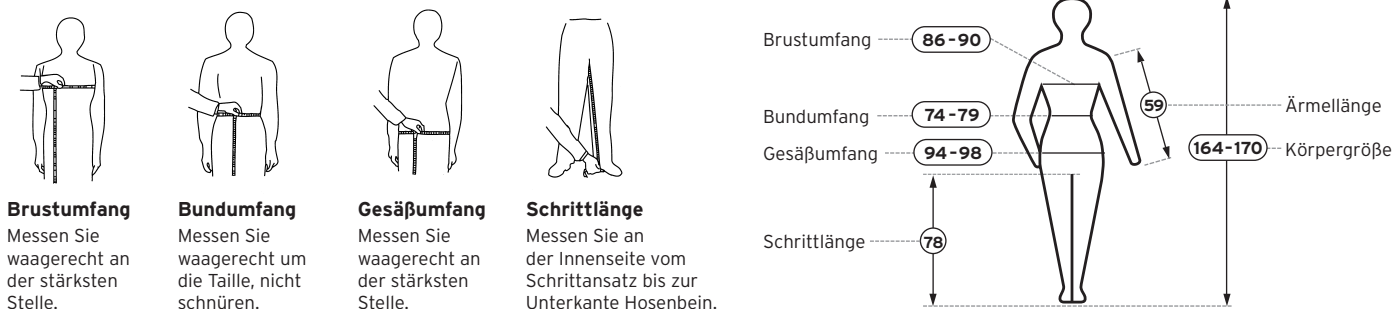 Brustumfang
Messen Sie
waagerecht an
der stärksten
Stelle.
Bundumfang
Messen Sie
waagerecht um
die Taille, nicht
schnüren.
Gesäßumfang
Messen Sie
waagerecht an
der stärksten
Stelle.
Schrittlänge
Messen Sie an
der Innenseite vom
Schrittansatz bis zur
Unterkante Hosenbein.
Brustumfang 86-90
Bundumfang 74-79
Gesäßumfang 94-98
Schrittlänge 78
59 Ärmellänge
164-170 Körpergröße